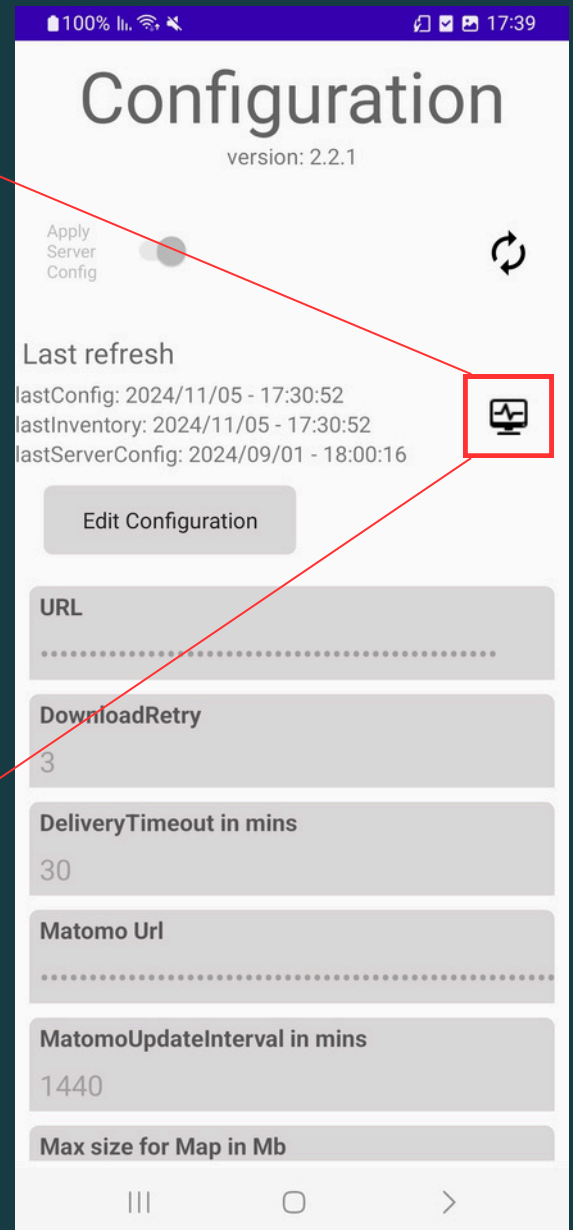 100% 17:39
Configuration
version: 2.2.1
Apply
Server
Config
Last refresh
lastConfig: 2024/11/05 - 17:30:52
lastInventory: 2024/11/05 - 17:30:52
lastServerConfig: 2024/09/01 - 18:00:16
Edit Configuration
URL
••••••••••••••••••••••••••••••••••••••••••••••
DownloadRetry
3
DeliveryTimeout in mins
30
Matomo Url
••••••••••••••••••••••••••••••••••••••••••••••••••••
MatomoUpdateInterval in mins
1440
Max size for Map in Mb